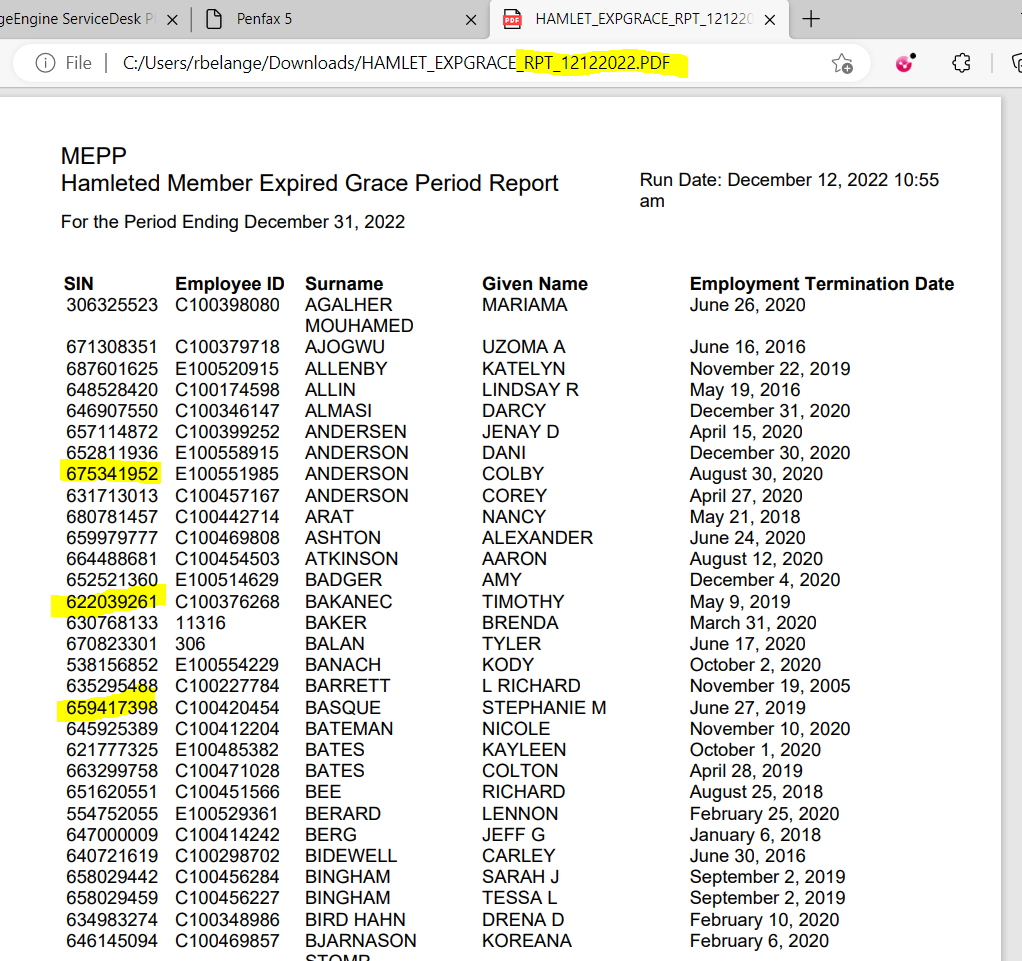 geEngine ServiceDesk P
Penfax 5
HAMLET_EXPGRACE_RPT_121220
File
C:/Users/rbelange/Downloads/HAMLET_EXPGRACE_RPT_12122022.PDF
MEPP
Hamleted Member Expired Grace Period Report
Run Date: December 12, 2022 10:55
am
For the Period Ending December 31, 2022
SIN Employee ID Surname Given Name Employment Termination Date
306325523 C100398080 AGALHER MARIAMA June 26, 2020
MOUHAMED
671308351 C100379718 AJOGWU UZOMA A June 16, 2016
687601625 E100520915 ALLENBY KATELYN November 22, 2019
648528420 C100174598 ALLIN LINDSAY R May 19, 2016
646907550 C100346147 ALMASI DARCY December 31, 2020
657114872 C100399252 ANDERSEN JENAY D April 15, 2020
652811936 E100558915 ANDERSON DANI December 30, 2020
675341952 E100551985 ANDERSON COLBY August 30, 2020
631713013 C100457167 ANDERSON COREY April 27, 2020
680781457 C100442714 ARAT NANCY May 21, 2018
659979777 C100469808 ASHTON ALEXANDER June 24, 2020
664488681 C100454503 ATKINSON AARON August 12, 2020
652521360 E100514629 BADGER AMY December 4, 2020
622039261 C100376268 BAKANEC TIMOTHY May 9, 2019
630768133 11316 BAKER BRENDA March 31, 2020
670823301 306 BALAN TYLER June 17, 2020
538156852 E100554229 BANACH KODY October 2, 2020
635295488 C100227784 BARRETT L RICHARD November 19, 2005
659417398 C100420454 BASQUE STEPHANIE M June 27, 2019
645925389 C100412204 BATEMAN NICOLE November 10, 2020
621777325 E100485382 BATES KAYLEEN October 1, 2020
663299758 C100471028 BATES COLTON April 28, 2019
651620551 C100451566 BEE RICHARD August 25, 2018
554752055 E100529361 BERARD LENNON February 25, 2020
647000009 C100414242 BERG JEFF G January 6, 2018
640721619 C100298702 BIDEWELL CARLEY June 30, 2016
658029442 C100456284 BINGHAM SARAH J September 2, 2019
658029459 C100456227 BINGHAM TESSA L September 2, 2019
634983274 C100348986 BIRD HAHN DRENA D February 10, 2020
646145094 C100469857 BJARNASON KOREANA February 6, 2020